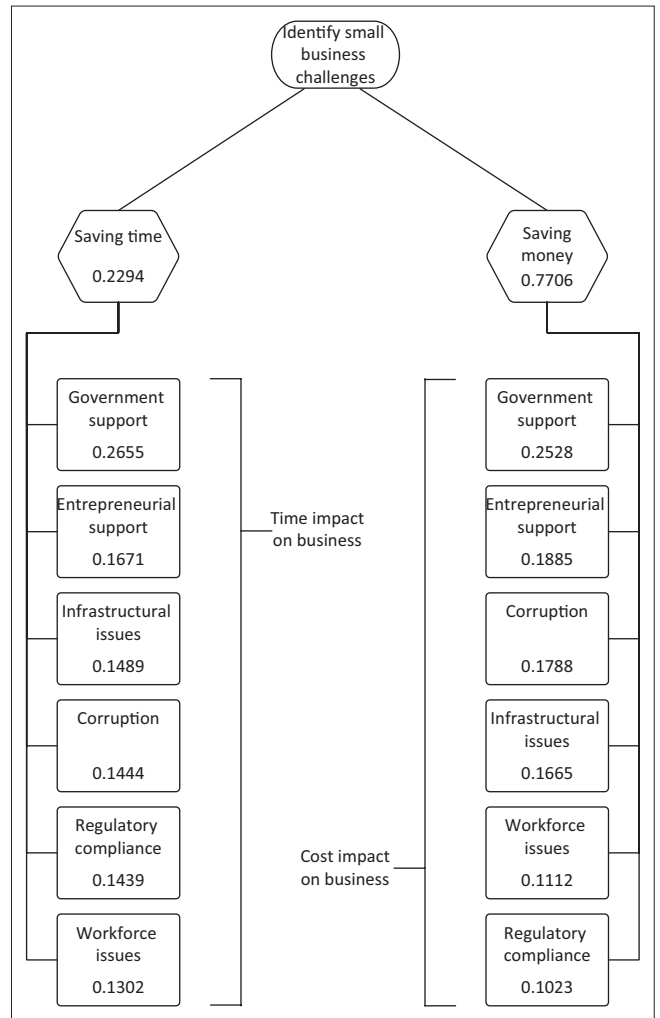 Identify small
business
challenges
Saving time
0.2294
Saving
money
0.7706
Government
support
0.2655
Entrepreneurial
support
0.1671
Infrastructural
issues
0.1489
Corruption
0.1444
Regulatory
compliance
0.1439
Workforce
issues
0.1302
Time impact
on business
Cost impact
on business
Government
support
0.2528
Entrepreneurial
support
0.1885
Corruption
0.1788
Infrastructural
issues
0.1665
Workforce
issues
0.1112
Regulatory
compliance
0.1023